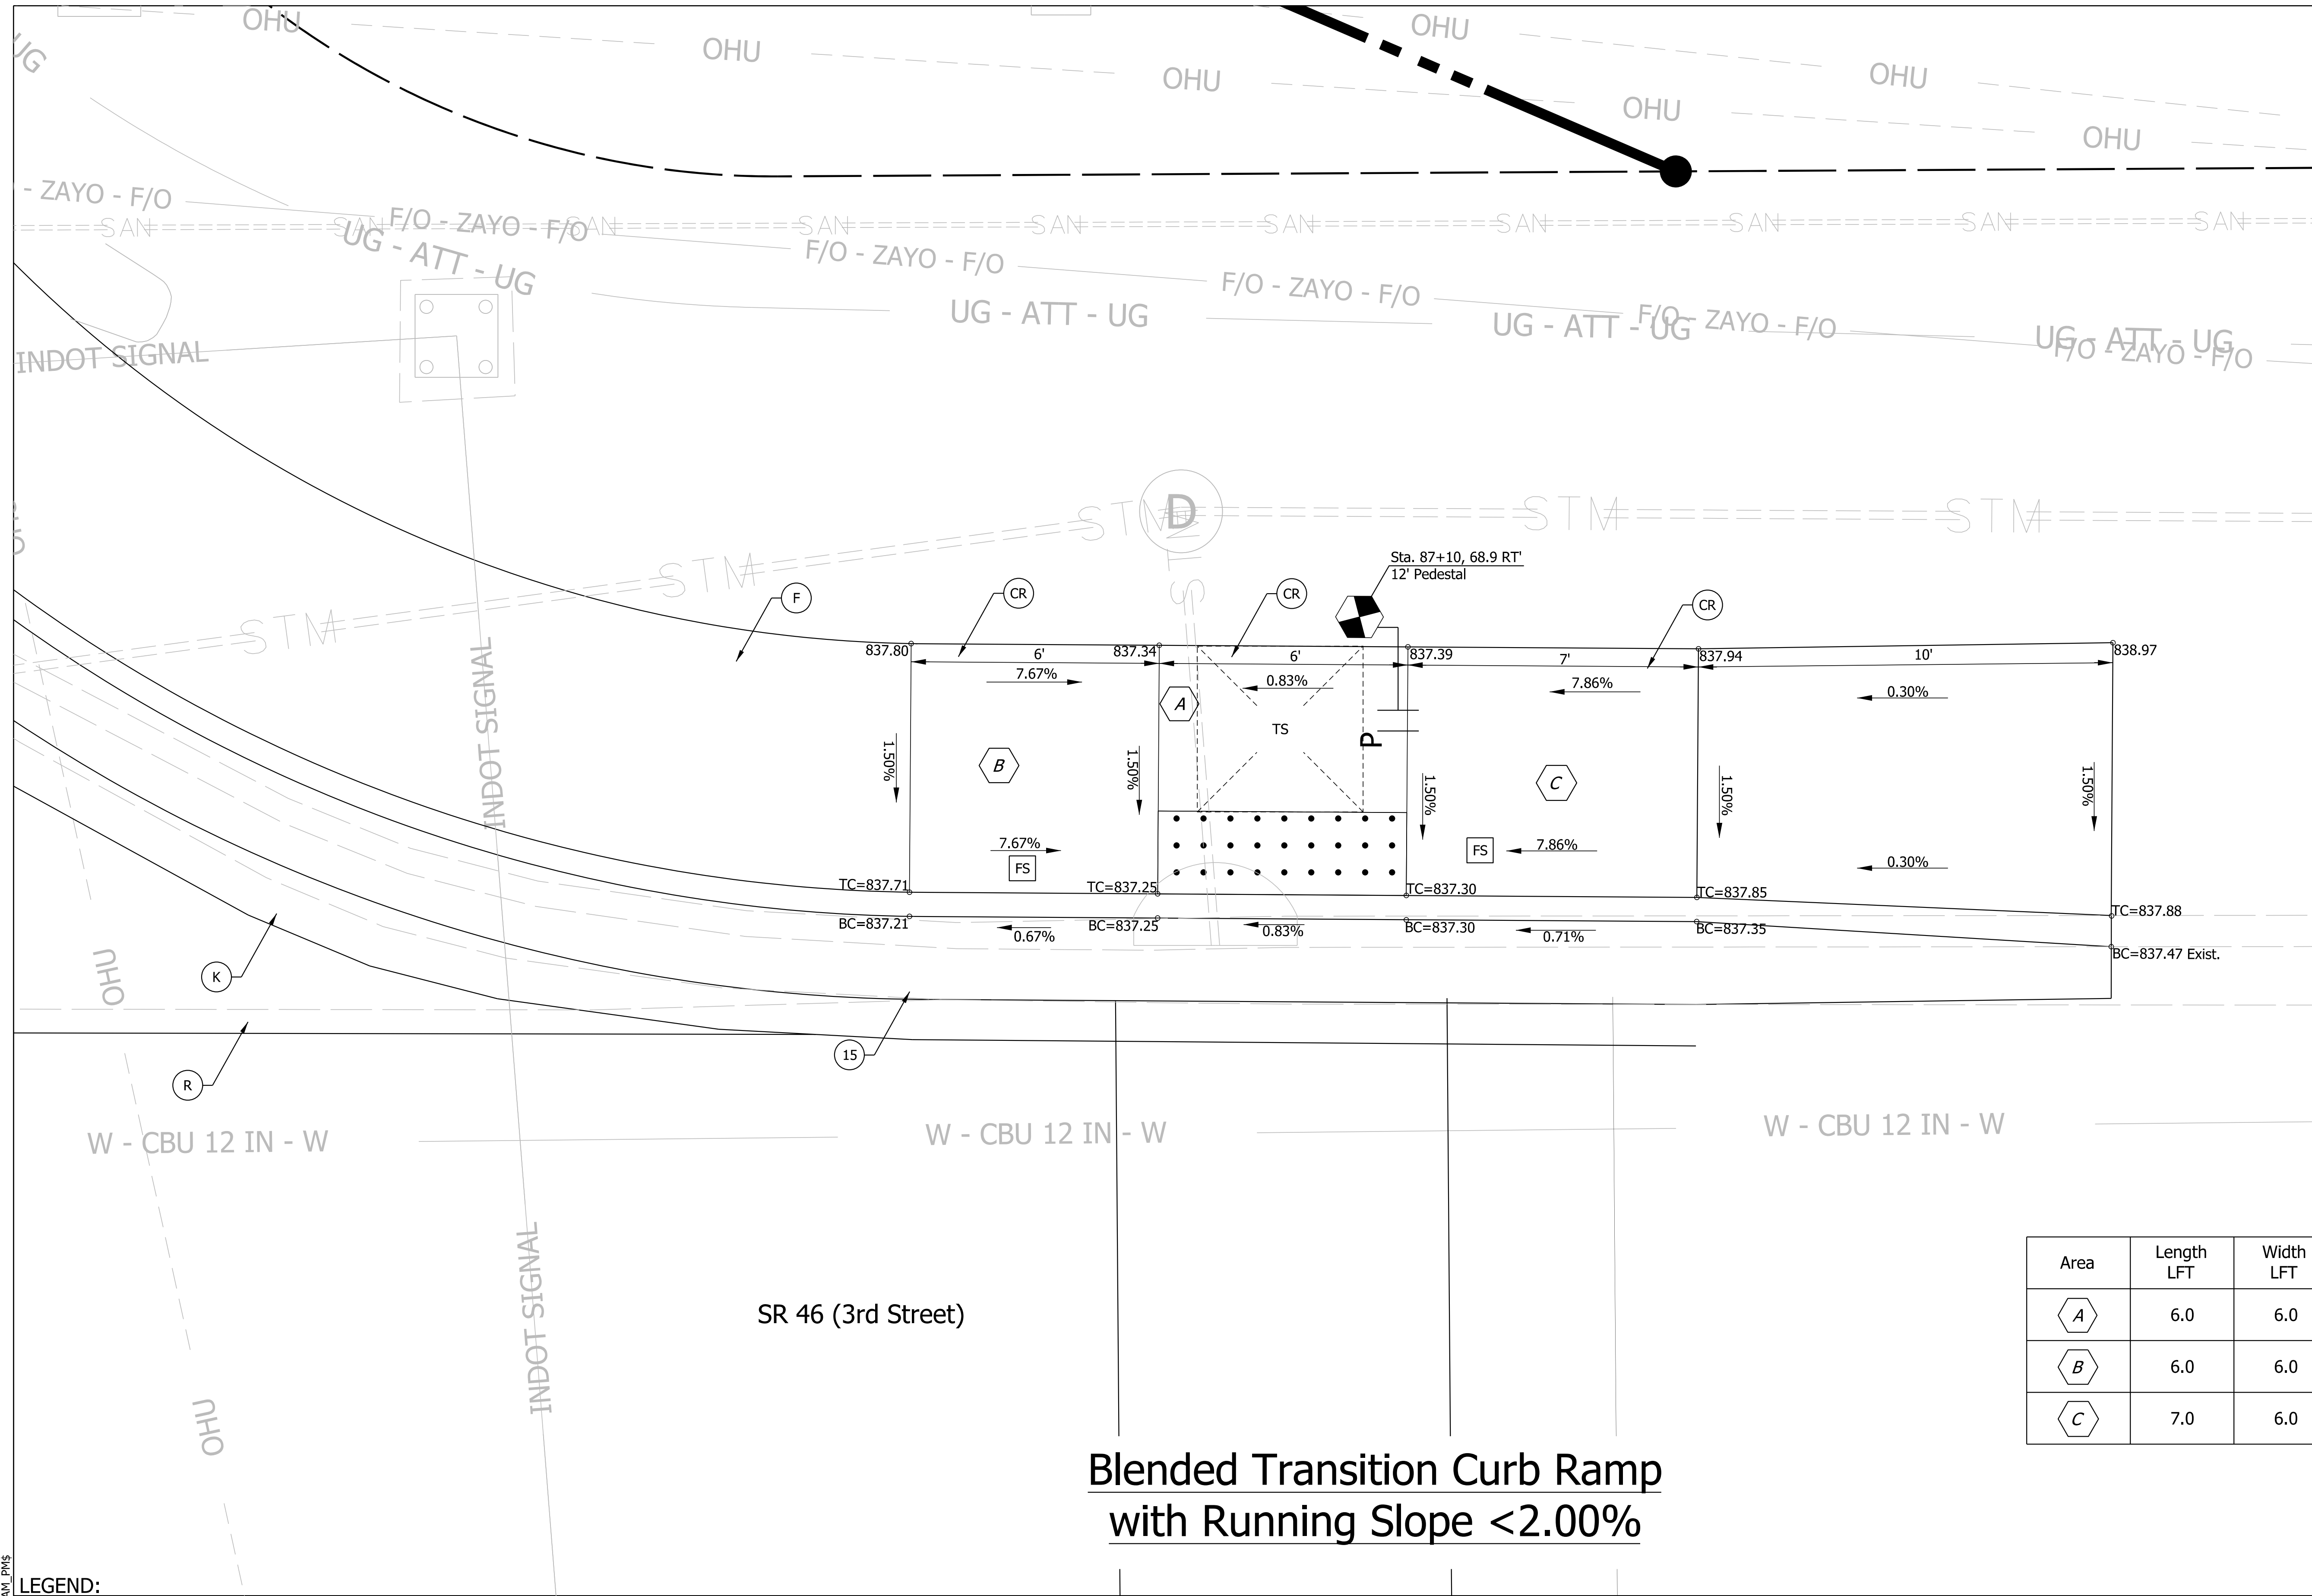 OHU
OHU
OHU
OHU
OHU
OHU
OHU
UG
- ZAYO - F/O
F/O - ZAYO - F/O
F/O - ZAYO - F/O
F/O - ZAYO - F/O
F/O - ZAYO - F/O
F/O - ZAYO - F/O
SAN
SAN
SAN
SAN
SAN
SAN
SAN
SAN
SAN
SAN
UG - ATT - UG
UG - ATT - UG
UG - ATT - UG
UG - ATT - UG
INDOT SIGNAL
STM
STM
STM
STM
STM
STM
D
Sta. 87+10, 68.9 RT'
12' Pedestal
F
CR
CR
CR
837.80
6'
837.34
6'
837.39
7'
837.94
10'
838.97
7.67%
0.83%
7.86%
0.30%
A
TS
P
B
C
1.50%
1.50%
1.50%
1.50%
1.50%
7.67%
FS
FS
7.86%
0.30%
TC=837.71
TC=837.25
TC=837.30
TC=837.85
TC=837.88
BC=837.21
BC=837.25
BC=837.30
BC=837.35
BC=837.47 Exist.
0.67%
0.83%
0.71%
INDOT SIGNAL
K
R
15
OHU
W - CBU 12 IN - W
W - CBU 12 IN - W
W - CBU 12 IN - W
INDOT SIGNAL
OHU
SR 46 (3rd Street)
Area Length LFT Width LFT
A 6.0 6.0
B 6.0 6.0
C 7.0 6.0
Blended Transition Curb Ramp
with Running Slope <2.00%
LEGEND:
AM_PM$